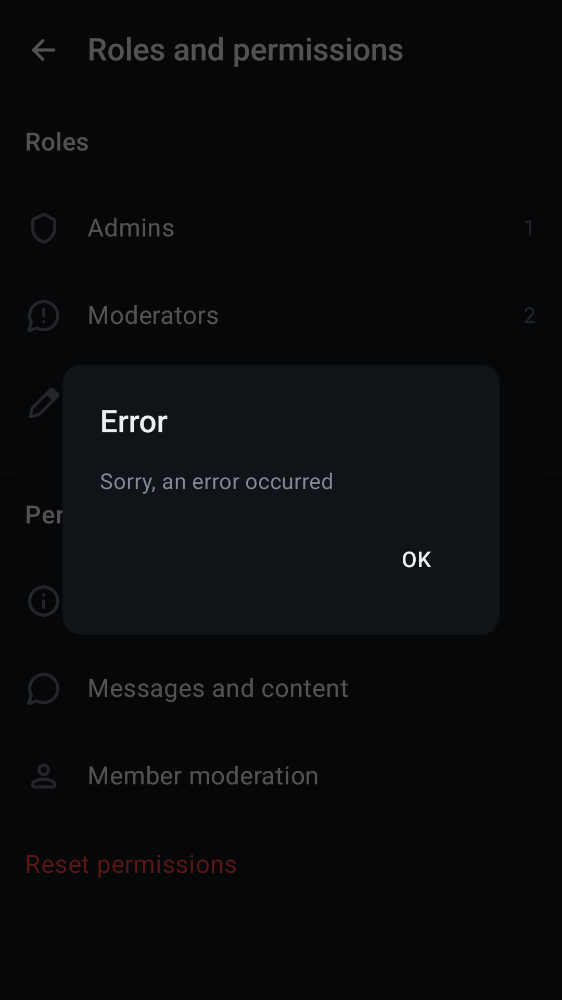 Roles and permissions
Roles
Admins 1
Moderators 2
Error
Sorry, an error occurred
Per
OK
Messages and content
Member moderation
Reset permissions